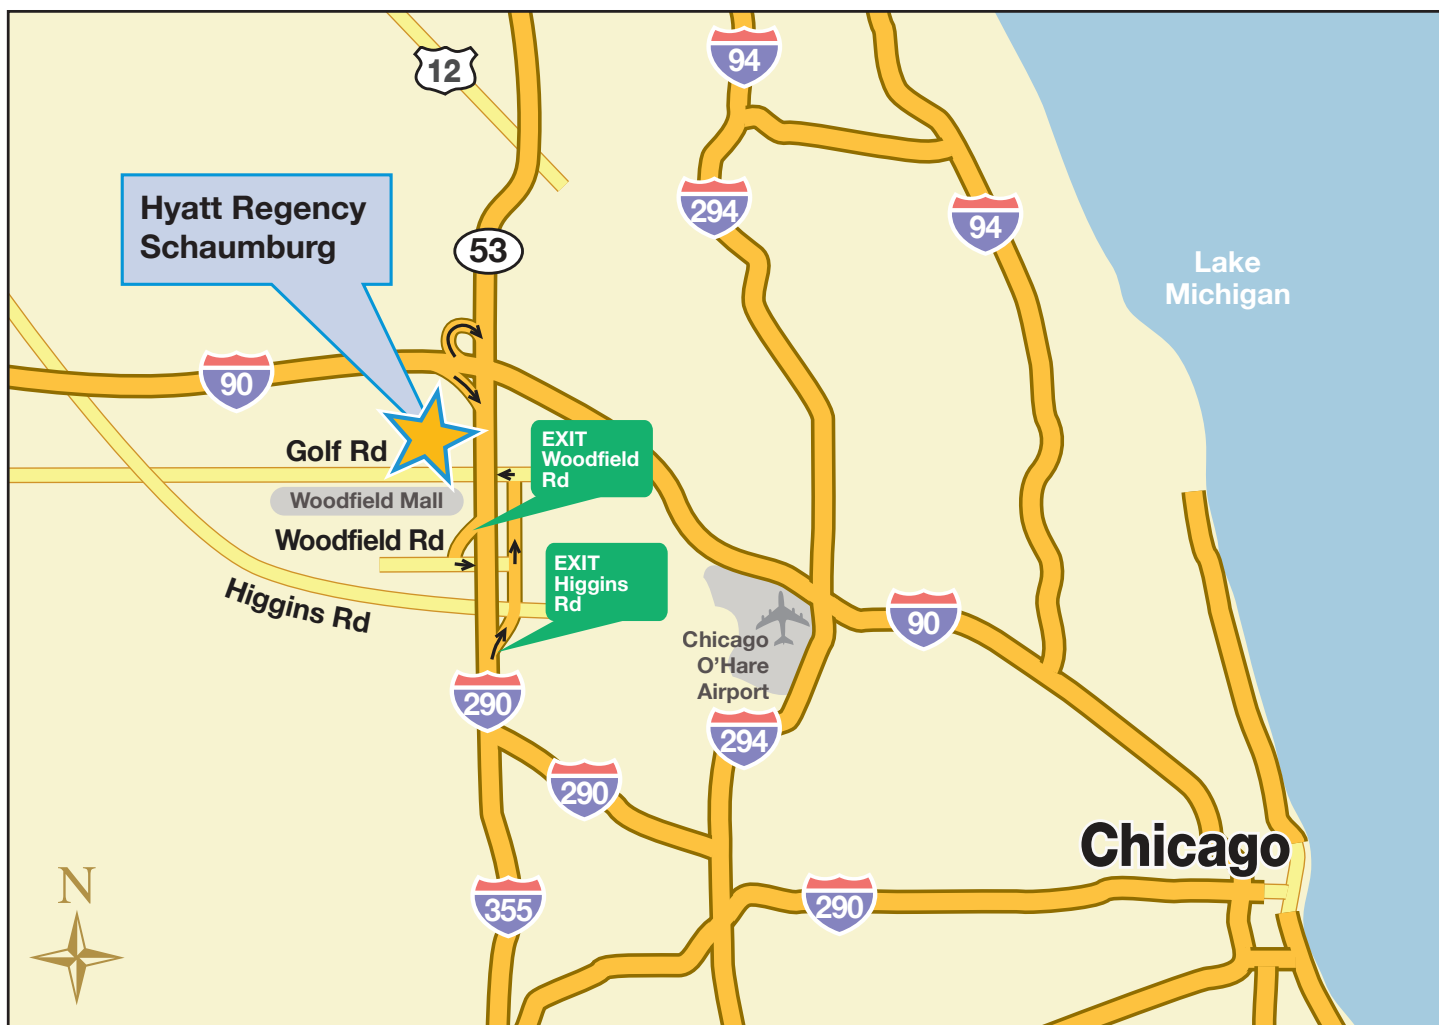 94
12
Hyatt Regency
Schaumburg
294
94
53
Lake
Michigan
90
Golf Rd
EXIT
Woodfield
Rd
Woodfield Mall
Woodfield Rd
EXIT
Higgins
Rd
Higgins Rd
90
Chicago
O'Hare
Airport
290
294
290
Chicago
N
355
290